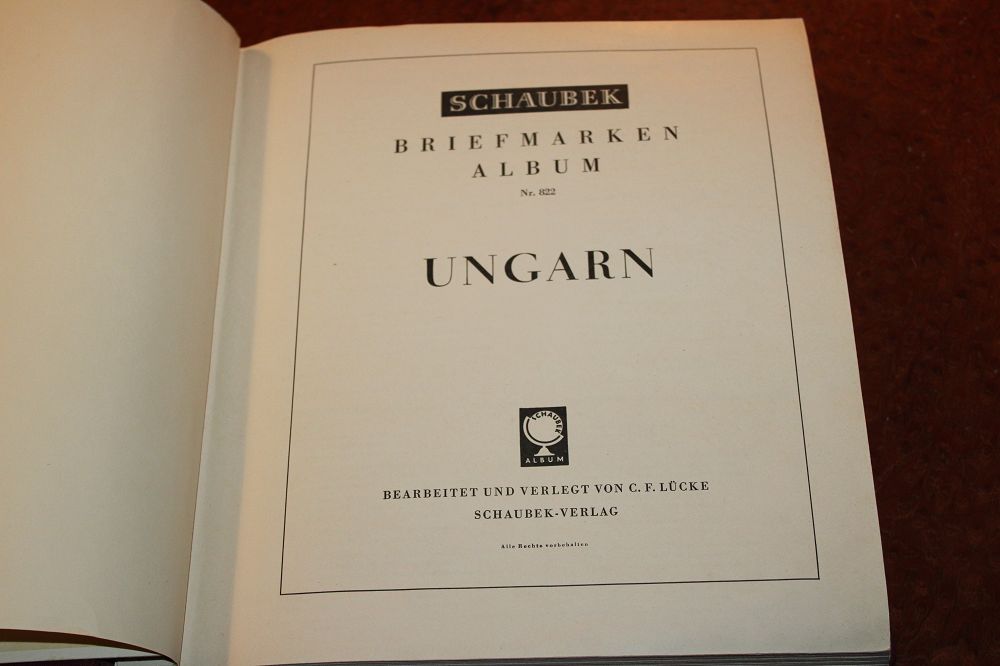 SCHAUBEK
BRIEFMARKEN
ALBUM
Nr. 822
UNGARN
SCHAUBEK
ALBUM
BEARBEITET UND VERLEGT VON C. F. LÜCKE
SCHAUBEK-VERLAG
Alle Rechte vorbehalten